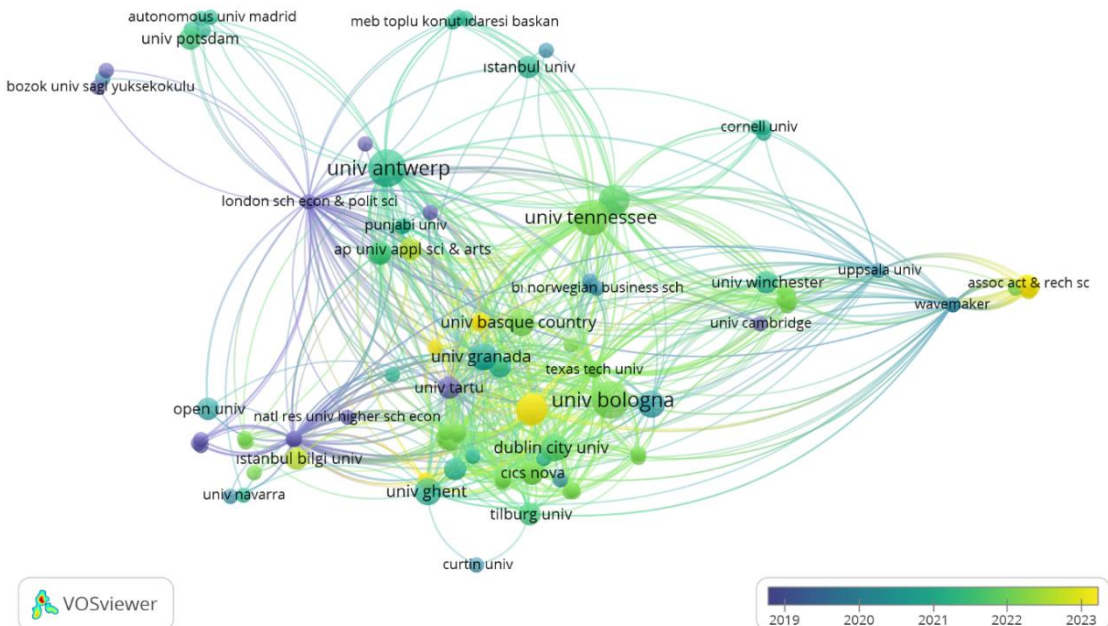 autonomous univ madrid
meb toplu konut ıdaresi baskan
univ potsdam
ıstanbul univ
bozok univ sagi yuksekokulu
cornell univ
univ antwerp
london sch econ & polit sci
univ tennessee
punjabi univ
ap univ appl sci & arts
uppsala univ
univ winchester
assoc act & rech sc
bı norwegian business sch
wavemaker
univ basque country
univ cambridge
univ granada
texas tech univ
univ tartu
univ bologna
open univ
natl res univ higher sch econ
dublin city univ
ıstanbul bilgi univ
cıcs nova
univ navarra
univ ghent
tilburg univ
curtin univ
VOSviewer
2019 2020 2021 2022 2023